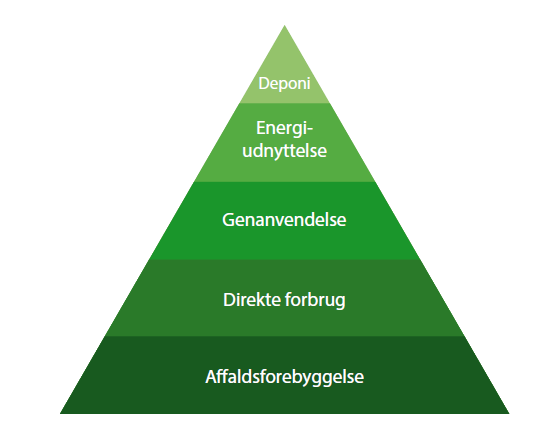 Deponi
Energi-
udnyttelse
Genanvendelse
Direkte forbrug
Affaldsforebyggelse